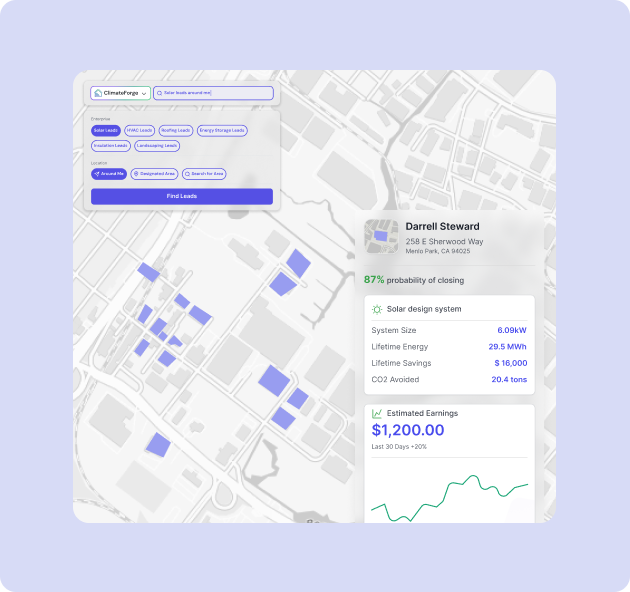 ClimateForge
Solar leads around me
Enterprise
Solar Leads
HVAC Leads
Roofing Leads
Energy Storage Leads
Insulation Leads
Landscaping Leads
Location
Around Me
Designated Area
Search for Area
Find Leads
Darrell Steward
258 E Sherwood Way
Menlo Park, CA 94025
87% probability of closing
Solar design system
System Size 6.09kW
Lifetime Energy 29.5 MWh
Lifetime Savings $ 16,000
CO2 Avoided 20.4 tons
Estimated Earnings
$1,200.00
Last 30 Days +20%